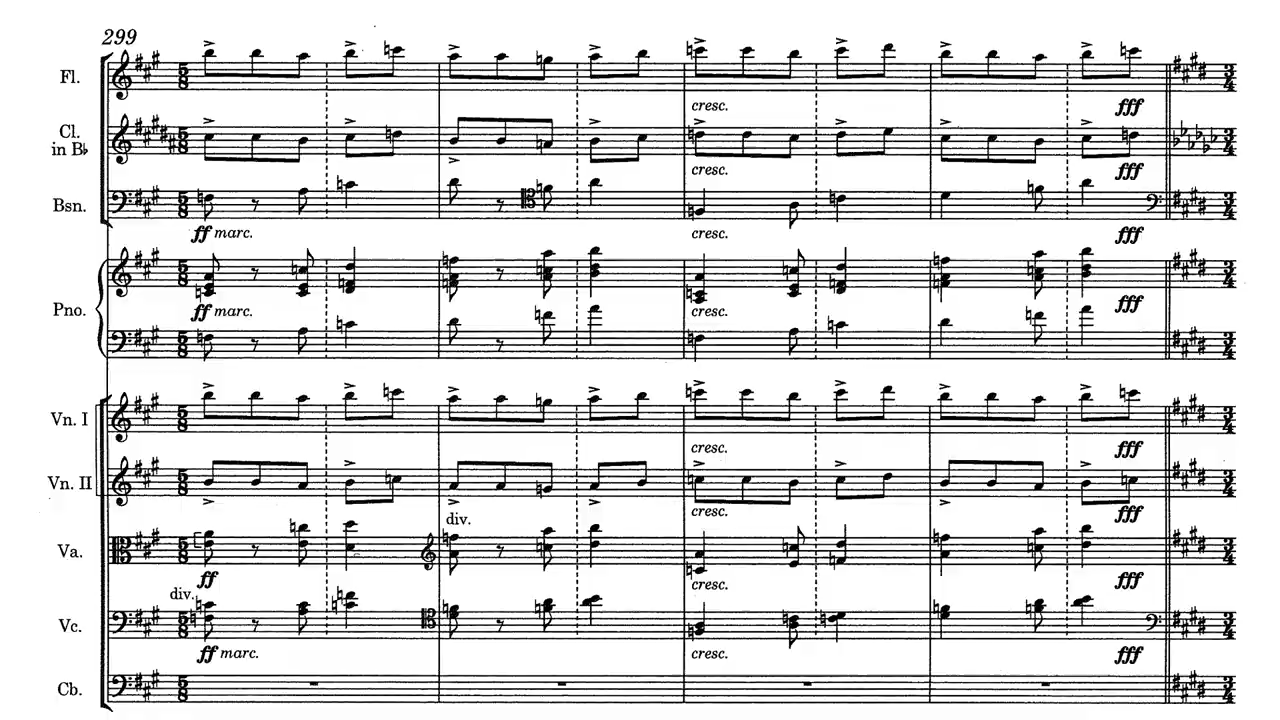 299
Fl.
cresc.
fff
Cl.
in B♭
cresc.
fff
Bsn.
ff marc.
cresc.
fff
Pno.
ff marc.
cresc.
fff
Vn. I
cresc.
fff
Vn. II
cresc.
fff
div.
Va.
ff
cresc.
fff
div.
Vc.
ff marc.
cresc.
fff
Cb.